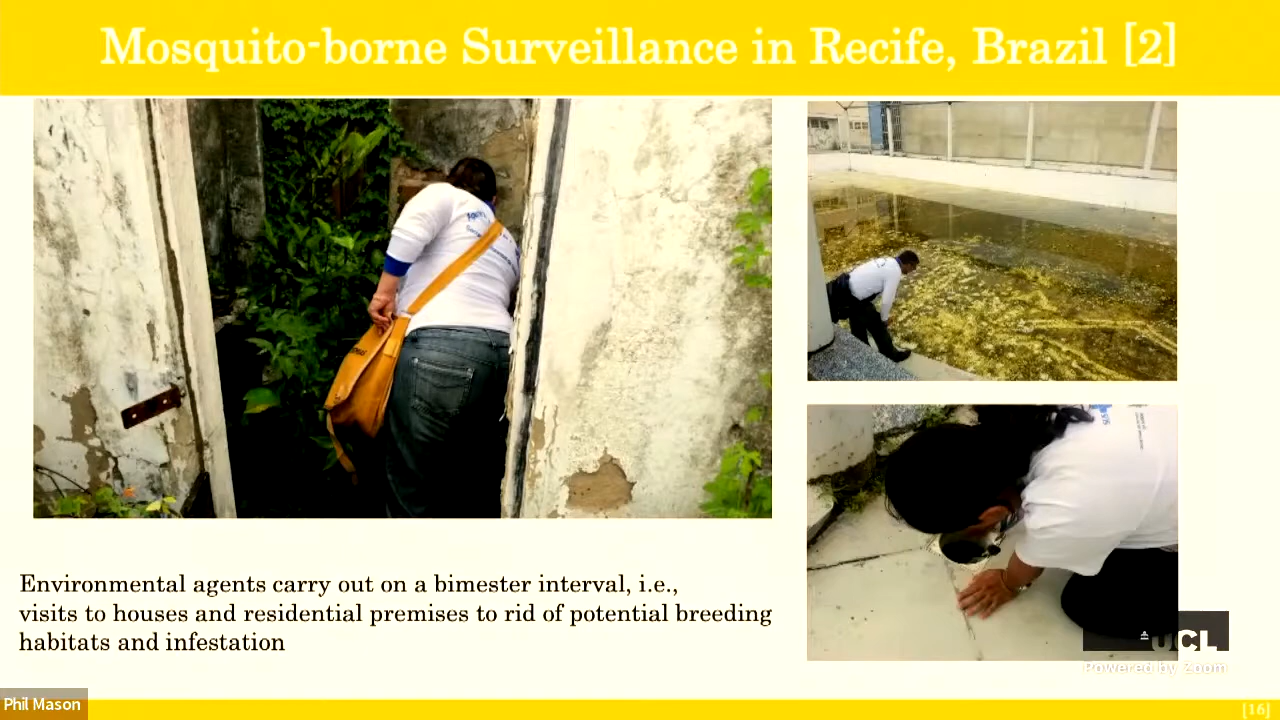 Mosquito-borne Surveillance in Recife, Brazil [2]
Environmental agents carry out on a bimester interval, i.e.,
visits to houses and residential premises to rid of potential breeding
habitats and infestation
UCL
Powered by Zoom
Phil Mason
[16]